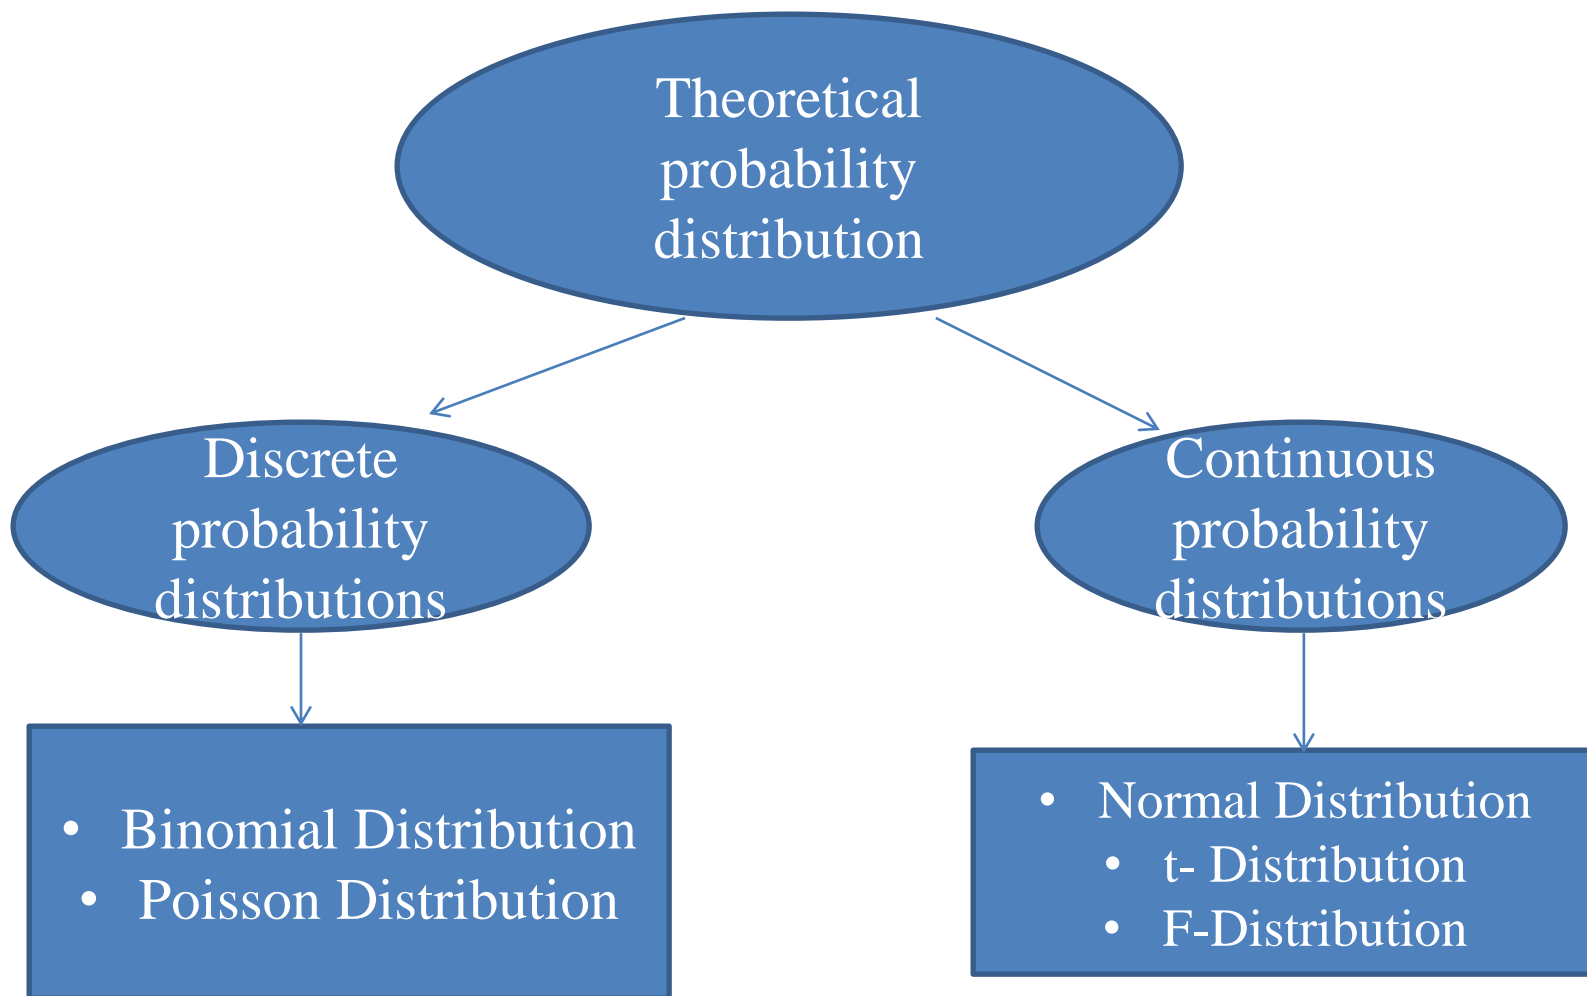 Theoretical
probability
distribution
Discrete
probability
distributions
Continuous
probability
distributions
• Binomial Distribution
• Poisson Distribution
• Normal Distribution
• t- Distribution
• F-Distribution